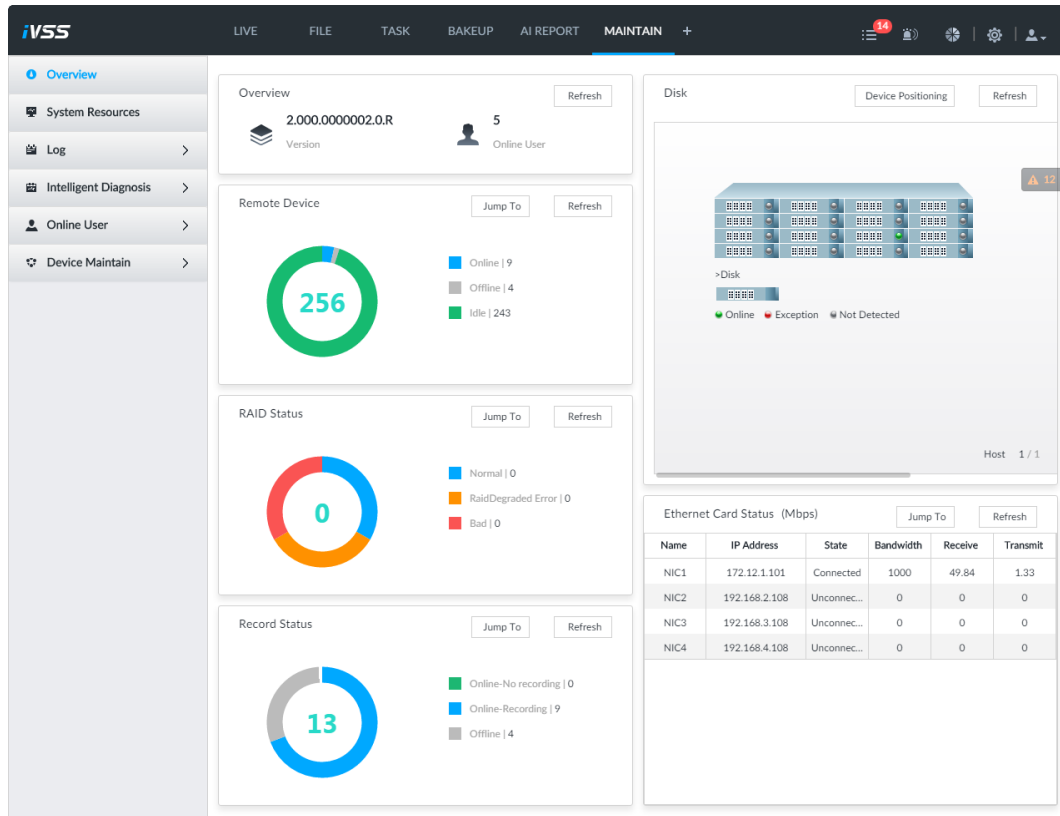 iVSS
LIVE FILE TASK BAKEUP AI REPORT MAINTAIN +
14
Overview
System Resources
Log
Intelligent Diagnosis
Online User
Device Maintain
Overview
Refresh
2.000.0000002.0.R
Version
5
Online User
Remote Device
Jump To
Refresh
256
Online | 9
Offline | 4
Idle | 243
RAID Status
Jump To
Refresh
0
Normal | 0
RaidDegraded Error | 0
Bad | 0
Record Status
Jump To
Refresh
13
Online-No recording | 0
Online-Recording | 9
Offline | 4
Disk
Device Positioning
Refresh
12
>Disk
Online Exception Not Detected
Host 1 / 1
Ethernet Card Status (Mbps)
Jump To
Refresh
Name IP Address State Bandwidth Receive Transmit
NIC1 172.12.1.101 Connected 1000 49.84 1.33
NIC2 192.168.2.108 Unconnec... 0 0 0
NIC3 192.168.3.108 Unconnec... 0 0 0
NIC4 192.168.4.108 Unconnec... 0 0 0